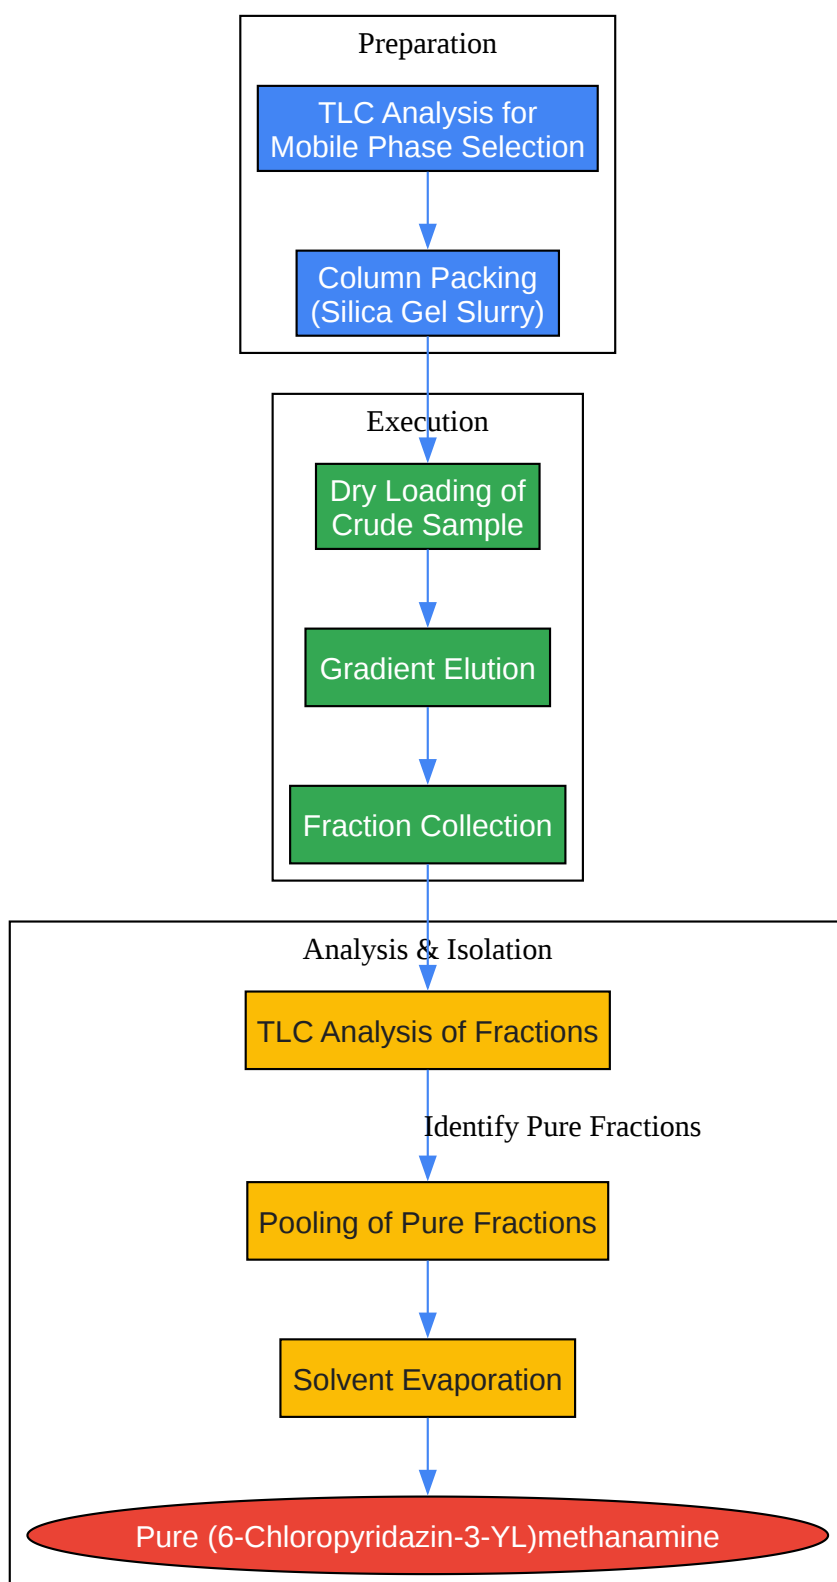 Preparation
TLC Analysis for
Mobile Phase Selection
Column Packing
(Silica Gel Slurry)
Execution
Dry Loading of
Crude Sample
Gradient Elution
Fraction Collection
Analysis & Isolation
TLC Analysis of Fractions
Identify Pure Fractions
Pooling of Pure Fractions
Solvent Evaporation
Pure (6-Chloropyridazin-3-YL)methanamine